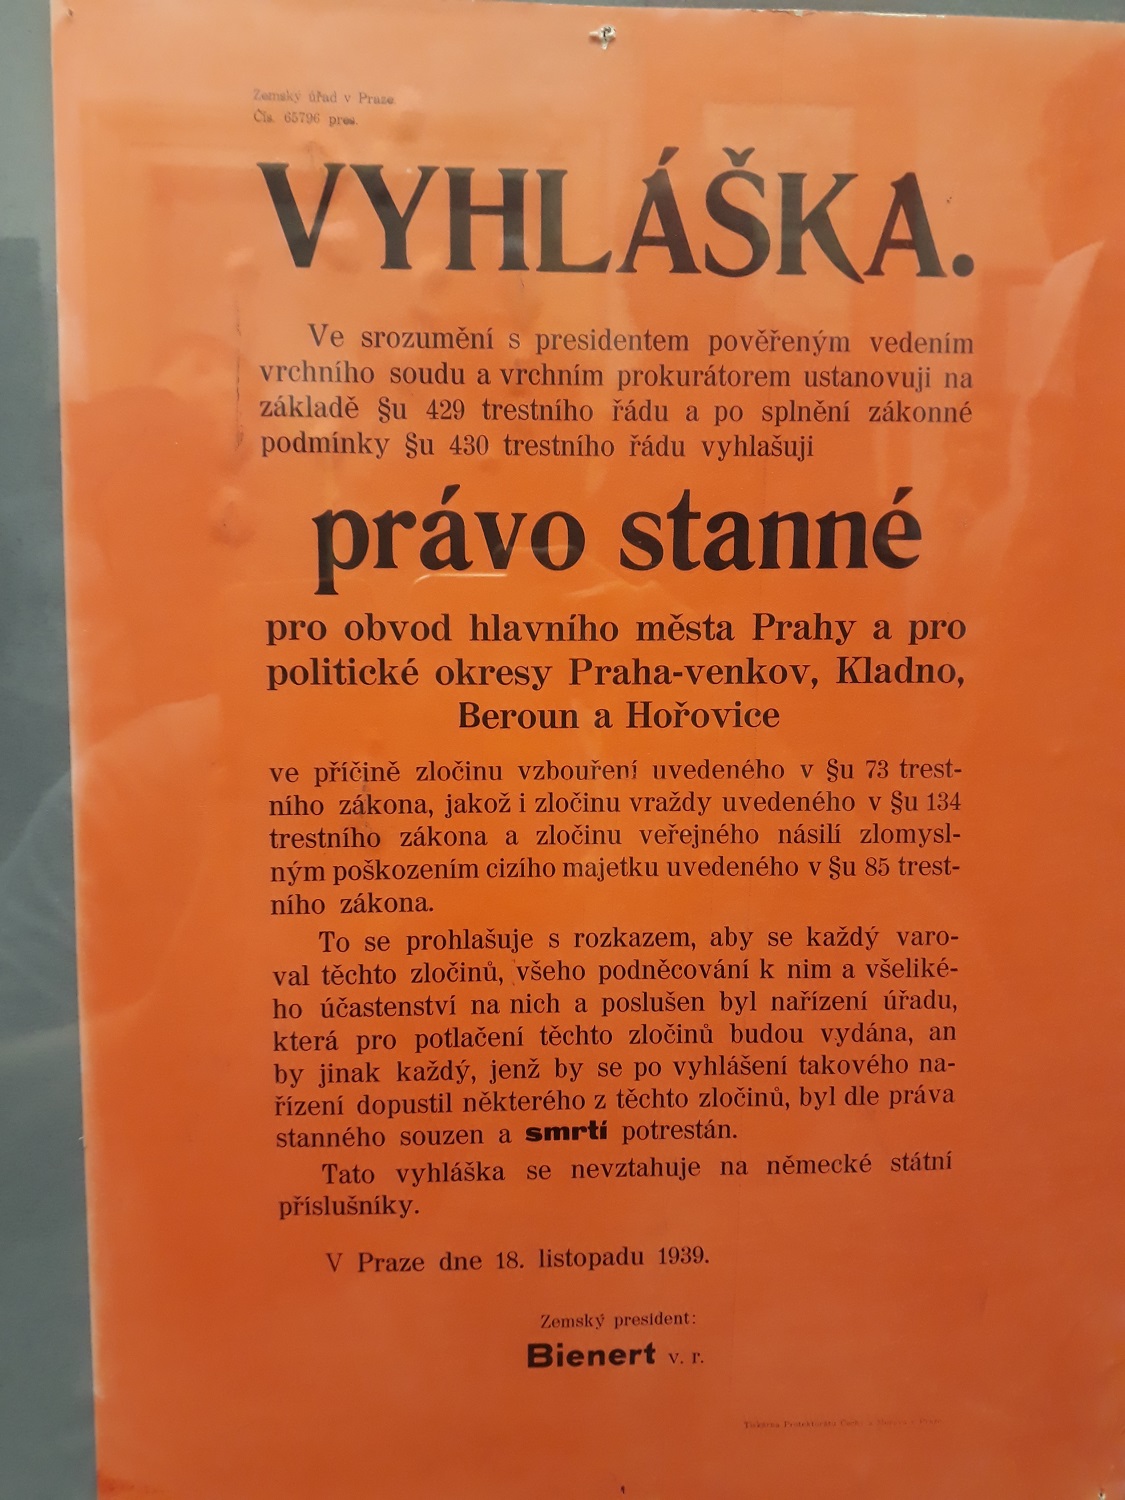 Zemský úřad v Praze
Čís. 65796 pres.
VYHLÁŠKA.
Ve srozumění s presidentem pověřeným vedením
vrchního soudu a vrchním prokurátorem ustanovuji na
základě §u 429 trestního řádu a po splnění zákonné
podmínky §u 430 trestního řádu vyhlašuji
právo stanné
pro obvod hlavního města Prahy a pro
politické okresy Praha-venkov, Kladno,
Beroun a Hořovice
ve příčině zločinu vzbouření uvedeného v §u 73 trest-
ního zákona, jakož i zločinu vraždy uvedeného v §u 134
trestního zákona a zločinu veřejného násilí zlomysl-
ným poškozením cizího majetku uvedeného v §u 85 trest-
ního zákona.
To se prohlašuje s rozkazem, aby se každý varo-
val těchto zločinů, všeho podněcování k nim a všeliké-
ho účastenství na nich a poslušen byl nařízení úřadu,
která pro potlačení těchto zločinů budou vydána, an
by jinak každý, jenž by se po vyhlášení takového na-
řízení dopustil některého z těchto zločinů, byl dle práva
stanného souzen a smrtí potrestán.
Tato vyhláška se nevztahuje na německé státní
příslušníky.
V Praze dne 18. listopadu 1939.
Zemský president:
Bienert v. r.
Tiskárna Protektorátu Čechy a Morava v Praze